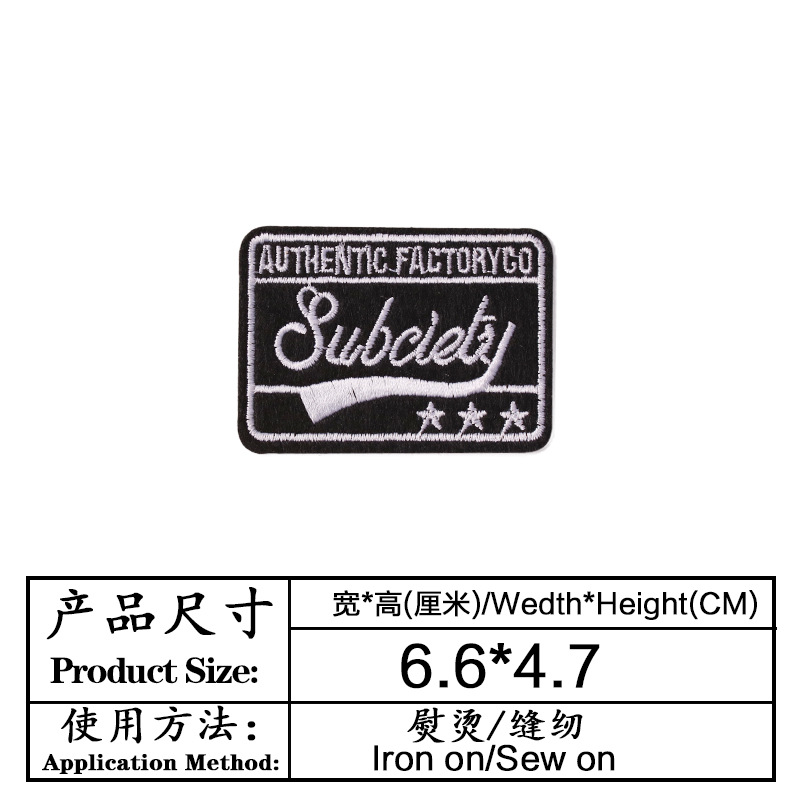 AUTHENTIC FACTORYCO
Subciety
产品尺寸
Product Size:
宽*高(厘米)/Wedth*Height(CM)
6.6*4.7
使用方法:
Application Method:
熨烫/缝纫
Iron on/Sew on